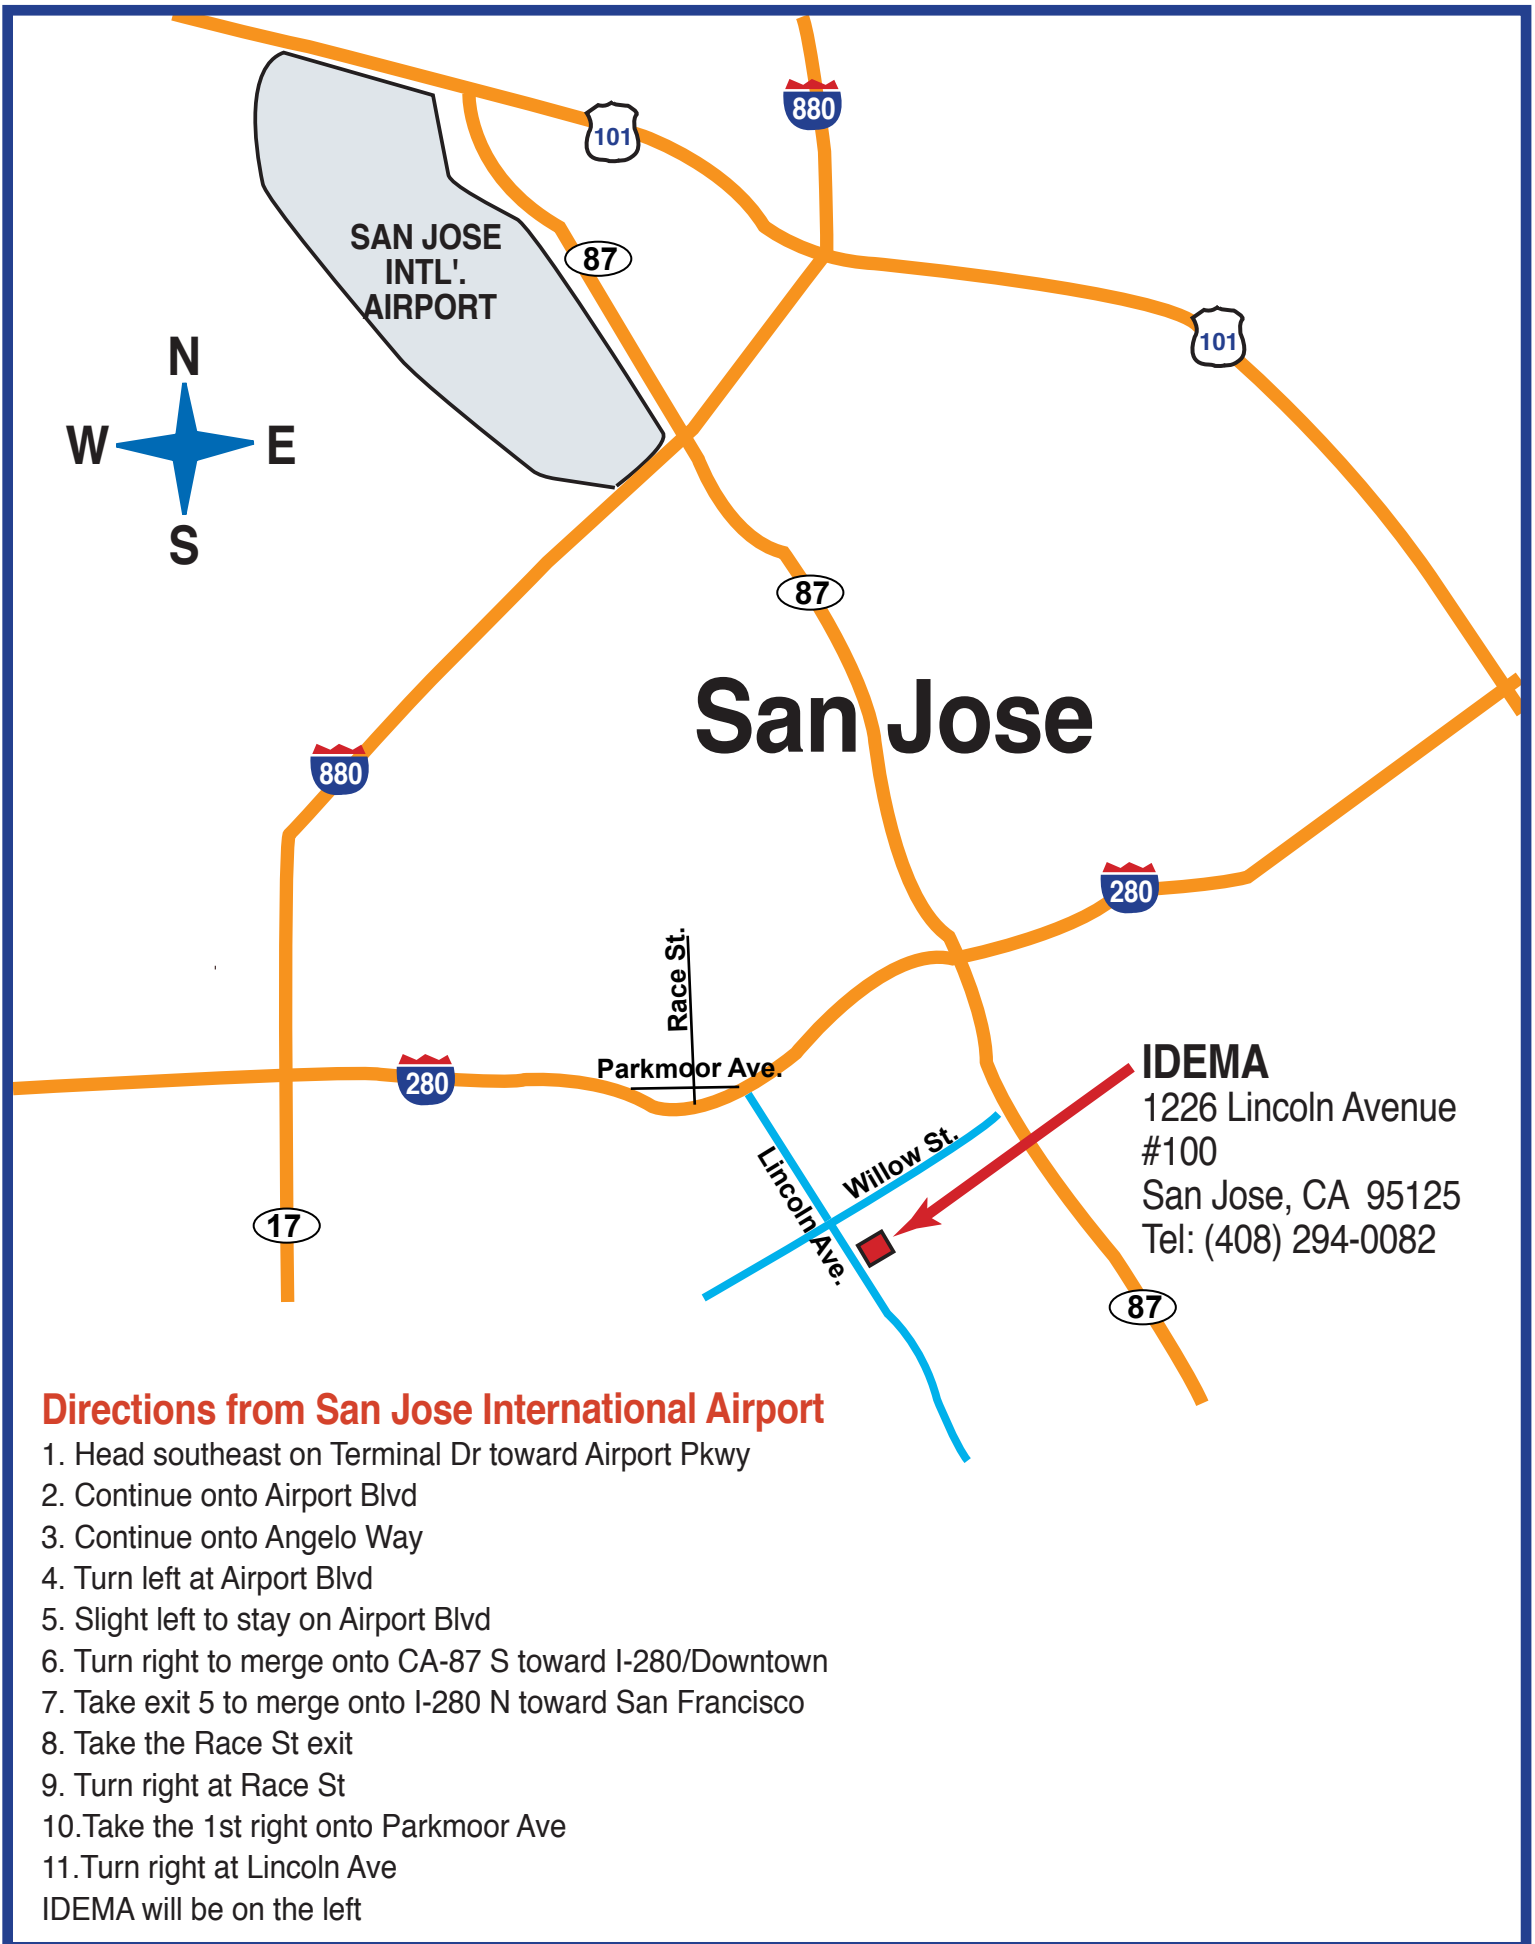 880
101
SAN JOSE
INTL'.
AIRPORT
87
101
N
W E
S
87
San Jose
880
280
Race St.
Parkmoor Ave.
280
IDEMA
1226 Lincoln Avenue
#100
San Jose, CA 95125
Tel: (408) 294-0082
Willow St.
Lincoln Ave.
17
87
Directions from San Jose International Airport
1. Head southeast on Terminal Dr toward Airport Pkwy
2. Continue onto Airport Blvd
3. Continue onto Angelo Way
4. Turn left at Airport Blvd
5. Slight left to stay on Airport Blvd
6. Turn right to merge onto CA-87 S toward I-280/Downtown
7. Take exit 5 to merge onto I-280 N toward San Francisco
8. Take the Race St exit
9. Turn right at Race St
10.Take the 1st right onto Parkmoor Ave
11.Turn right at Lincoln Ave
IDEMA will be on the left